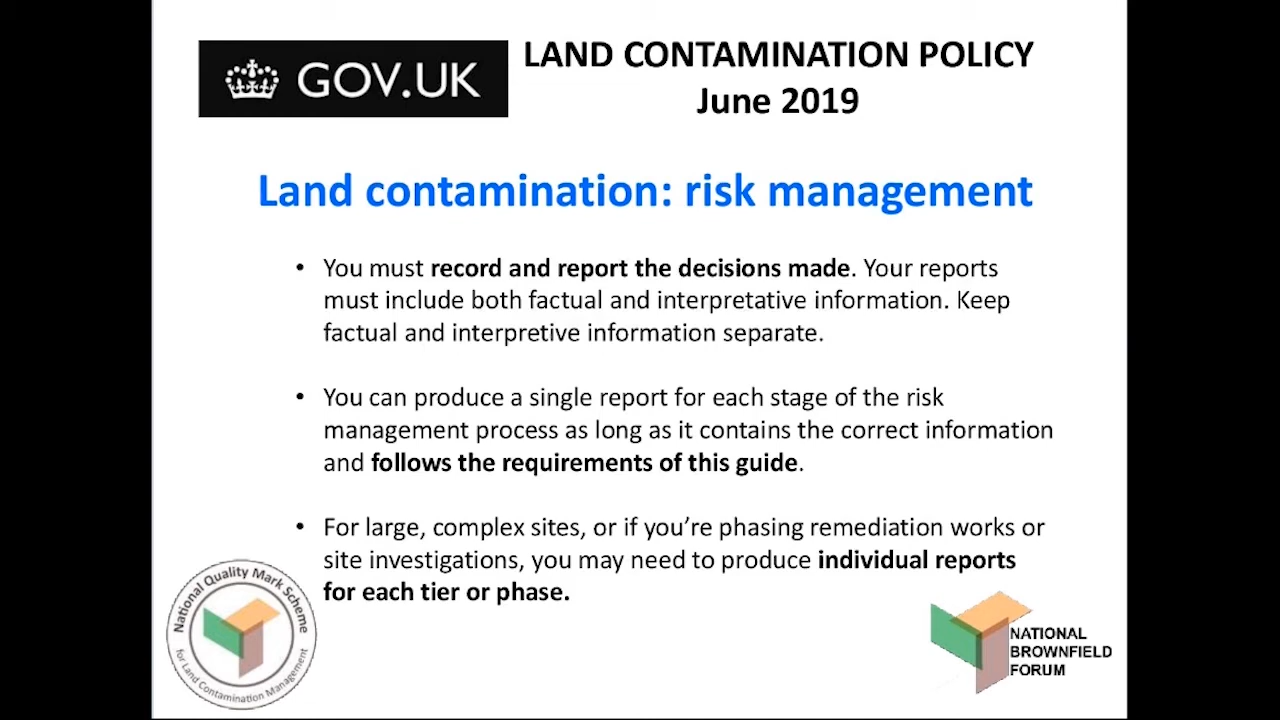 GOV.UK
LAND CONTAMINATION POLICY
June 2019
Land contamination: risk management
• You must record and report the decisions made. Your reports
must include both factual and interpretative information. Keep
factual and interpretive information separate.
• You can produce a single report for each stage of the risk
management process as long as it contains the correct information
and follows the requirements of this guide.
• For large, complex sites, or if you’re phasing remediation works or
site investigations, you may need to produce individual reports
for each tier or phase.
National Quality Mark Scheme
for Land Contamination Management
NATIONAL
BROWNFIELD
FORUM